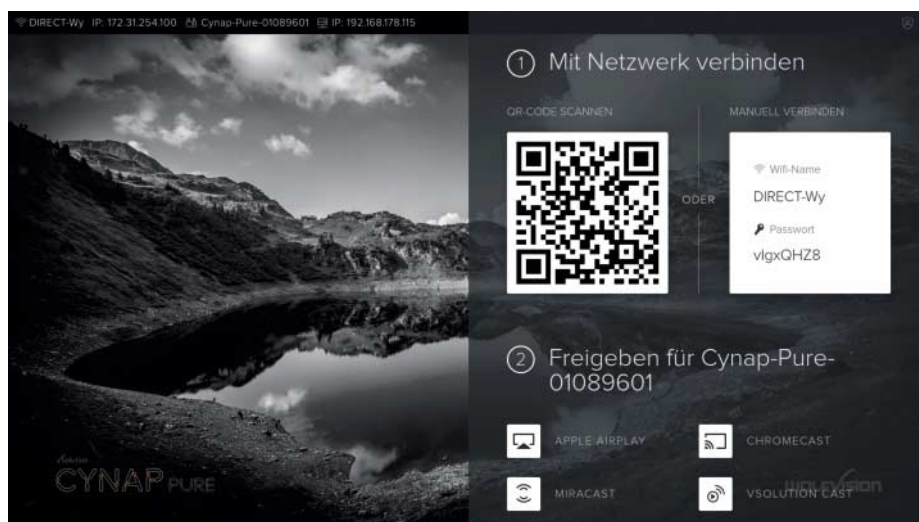 DIRECT-Wy IP: 172.31.254.100 Cynap-Pure-01089601 IP: 192.168.178.115
1 Mit Netzwerk verbinden
QR-CODE SCANNEN
MANUELL VERBINDEN
ODER
Wifi-Name
DIRECT-Wy
Passwort
vIgxQHZ8
2 Freigeben für Cynap-Pure-
01089601
APPLE AIRPLAY
CHROMECAST
MIRACAST
VSOLUTION CAST
vSolution
CYNAP PURE
WOLFVISION